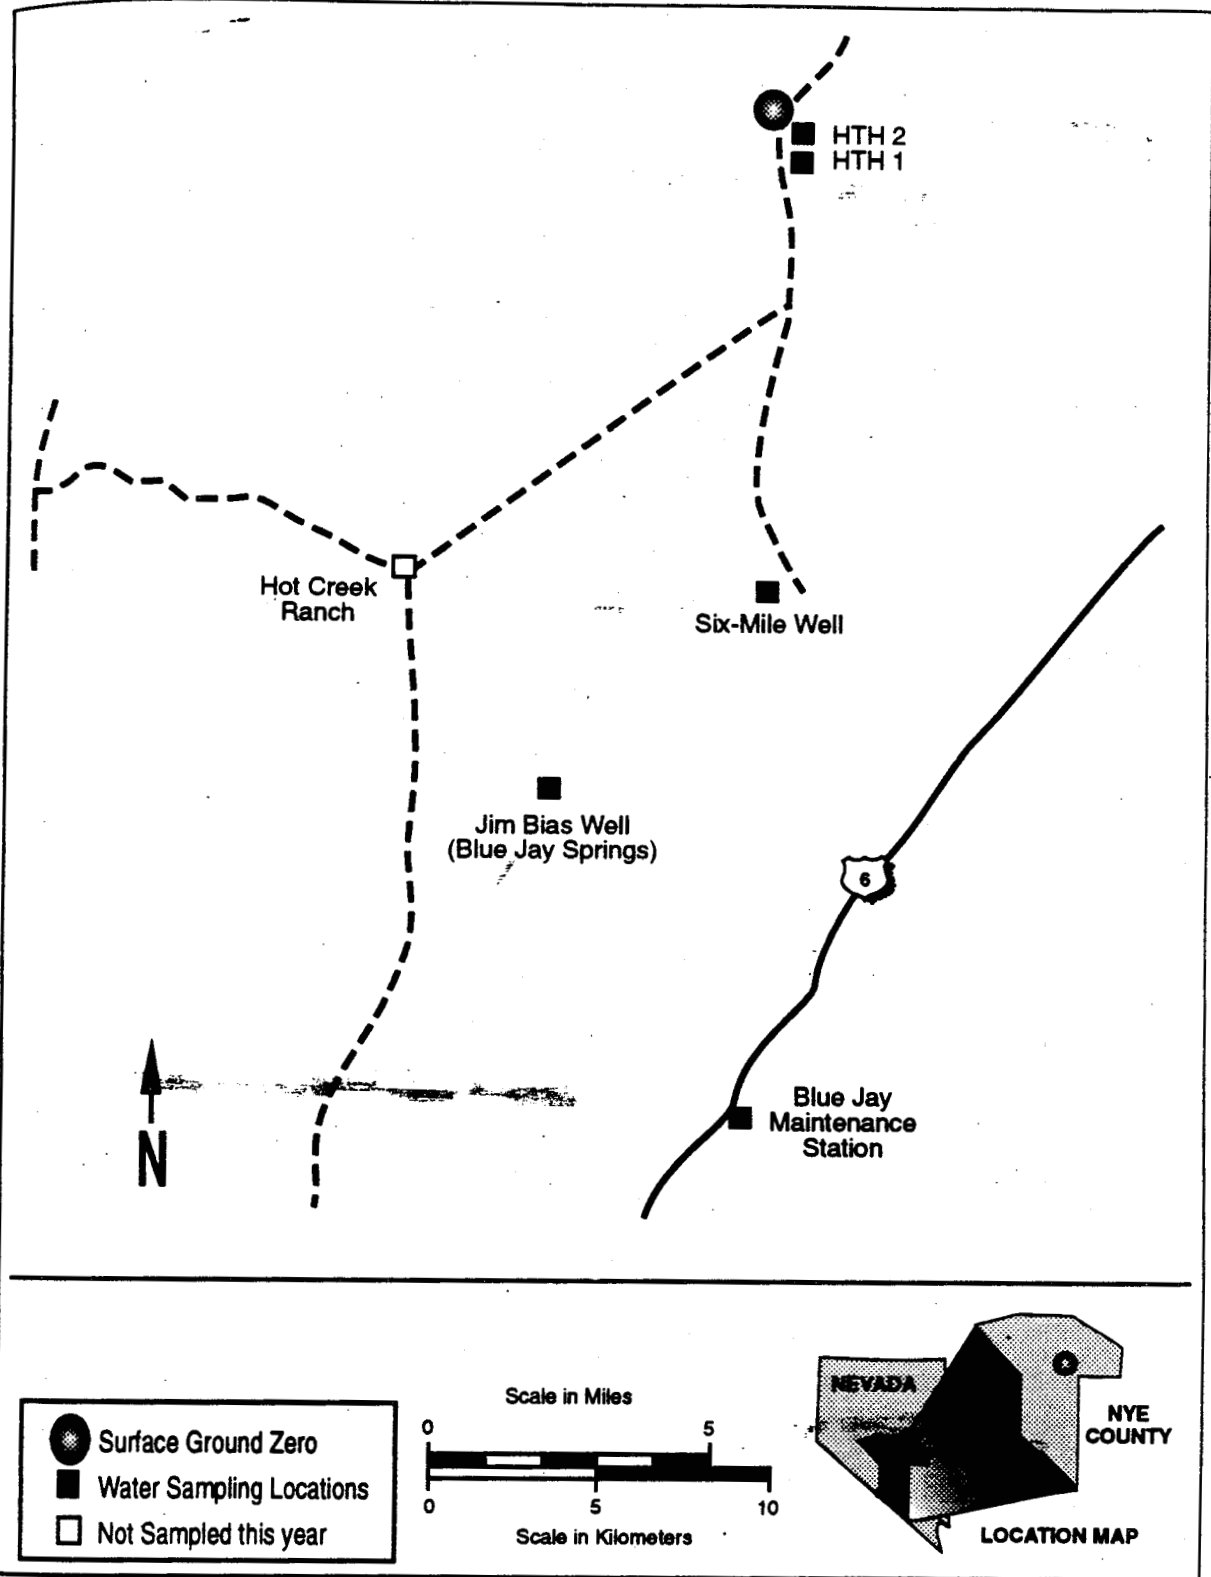 HTH 2
HTH 1
Hot Creek
Ranch
Six-Mile Well
Jim Bias Well
(Blue Jay Springs)
6
Blue Jay
Maintenance
Station
N
Surface Ground Zero
Water Sampling Locations
Not Sampled this year
Scale in Miles
0 5
0 5 10
Scale in Kilometers
NEVADA
NYE
COUNTY
LOCATION MAP